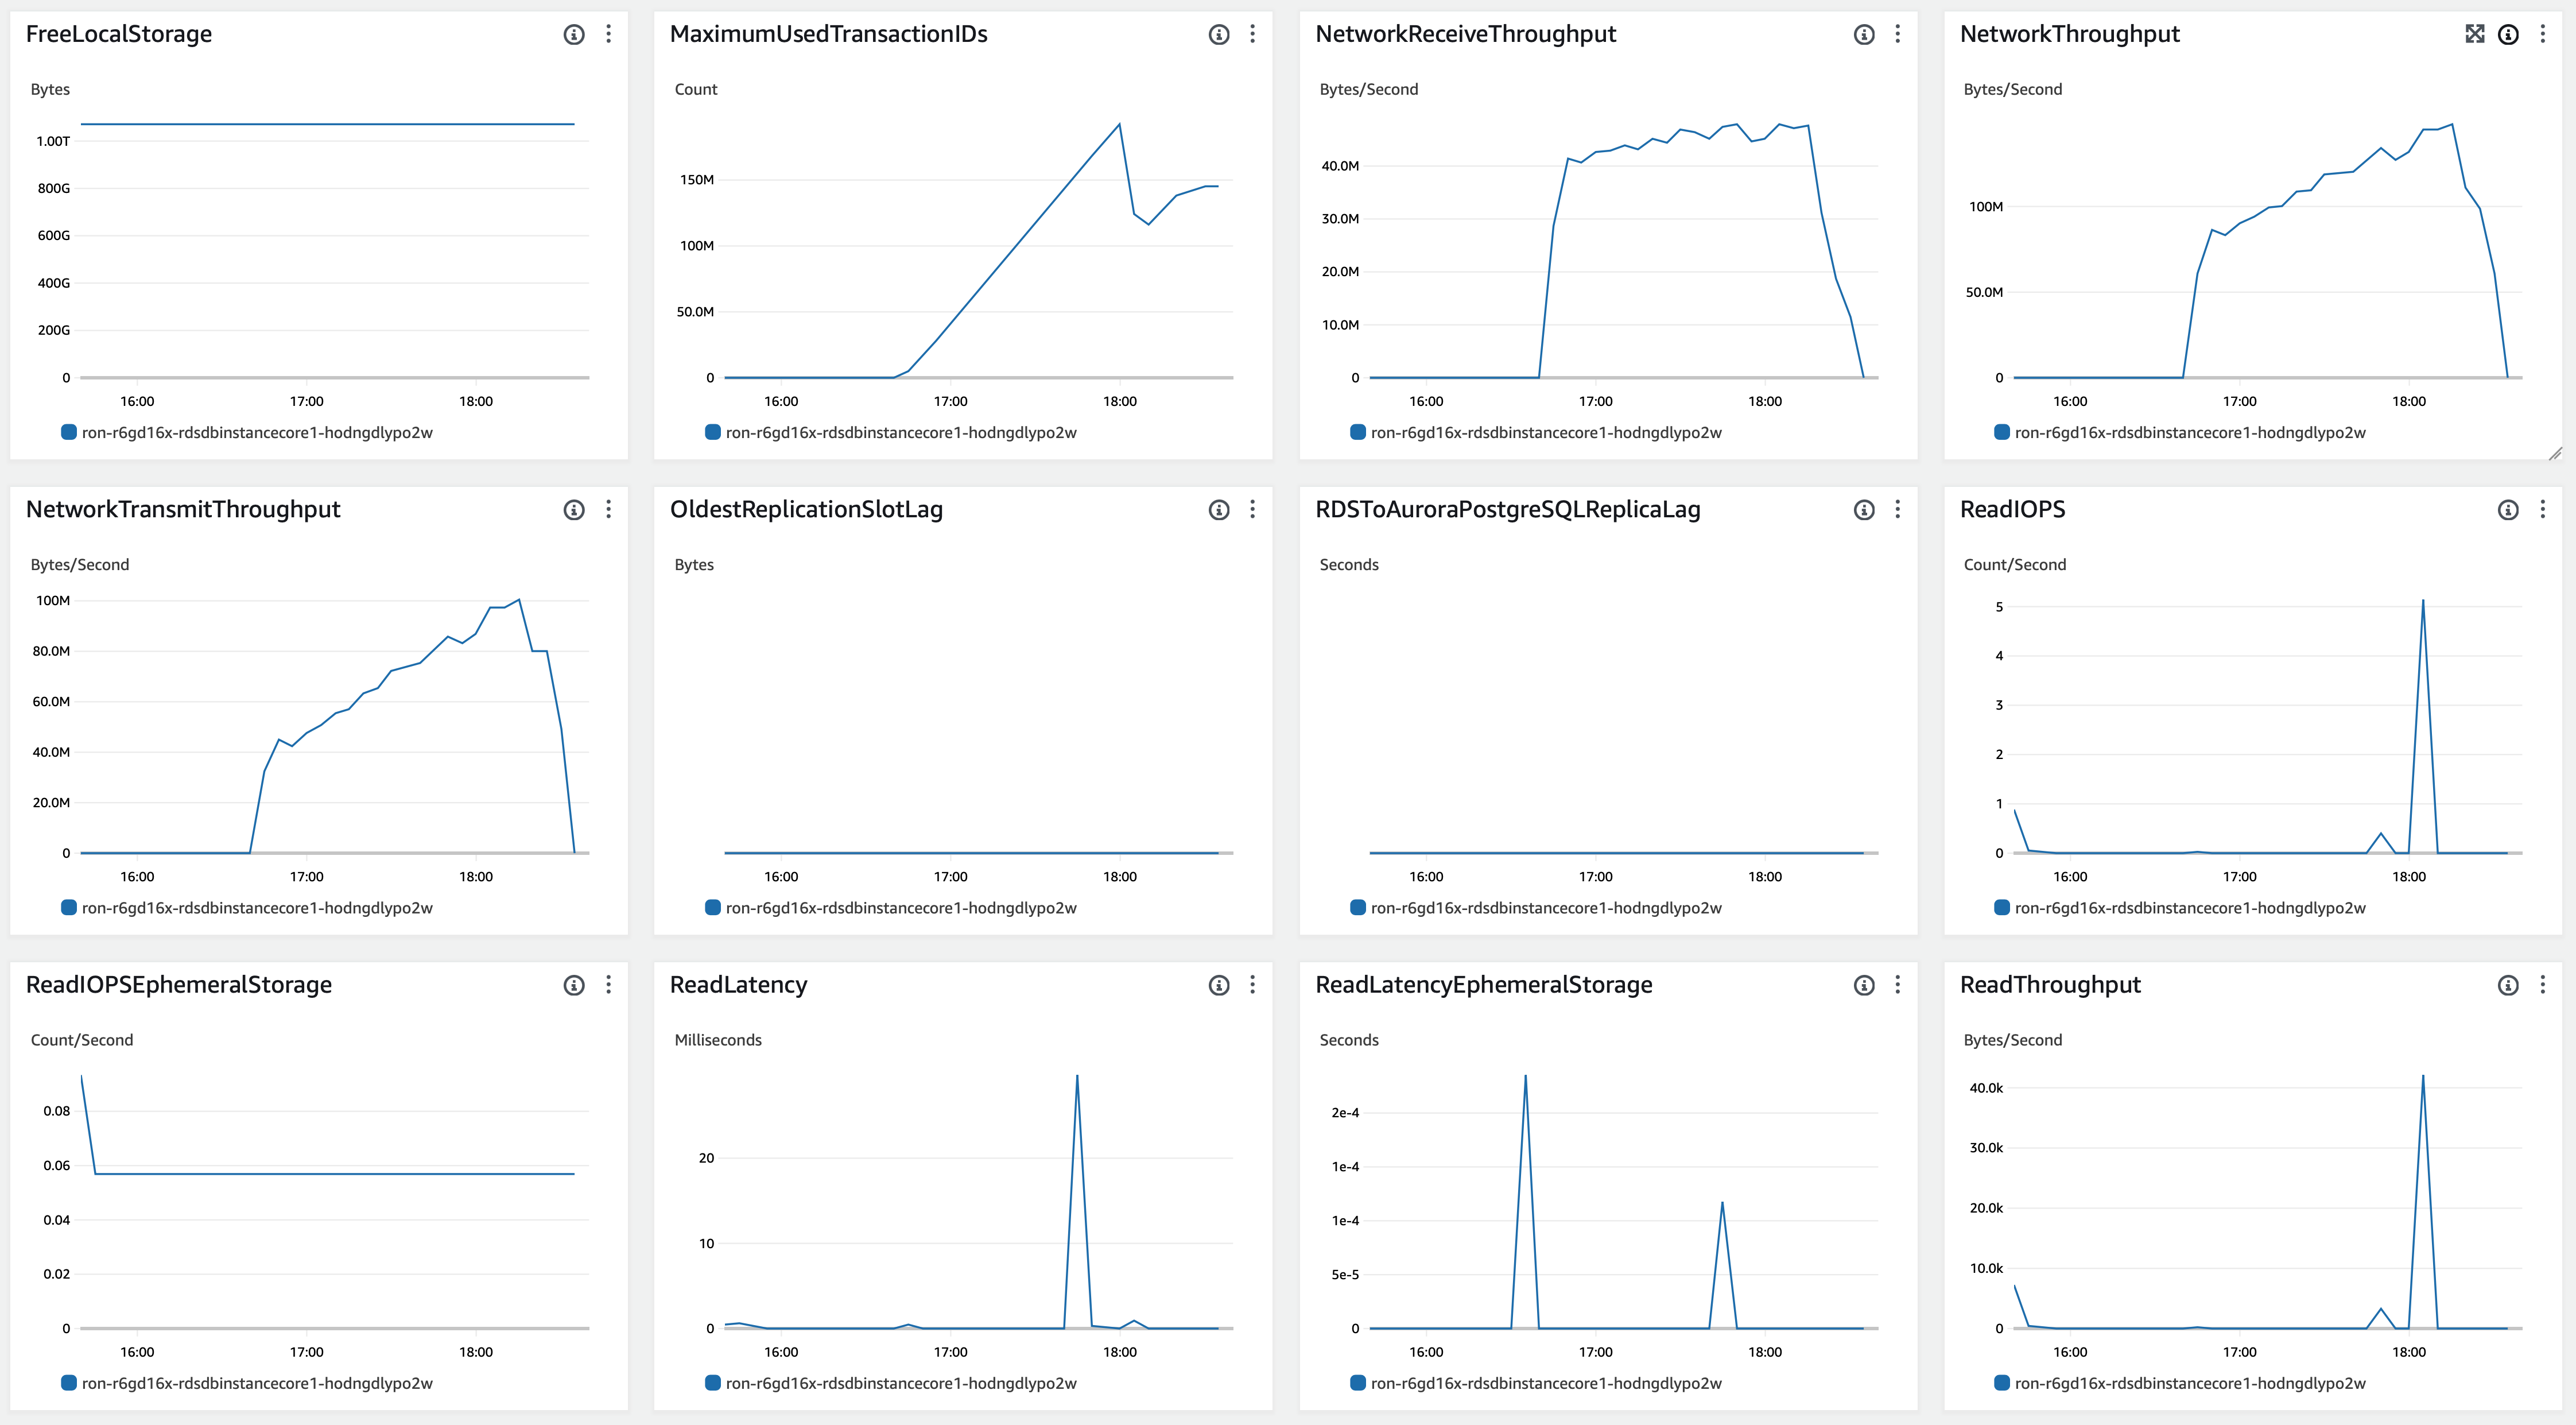 FreeLocalStorage
Bytes
1.00T
800G
600G
400G
200G
0
16:00 17:00 18:00
ron-r6gd16x-rdsdbinstancecore1-hodngdlypo2w
MaximumUsedTransactionIDs
Count
150M
100M
50.0M
0
16:00 17:00 18:00
ron-r6gd16x-rdsdbinstancecore1-hodngdlypo2w
NetworkReceiveThroughput
Bytes/Second
40.0M
30.0M
20.0M
10.0M
0
16:00 17:00 18:00
ron-r6gd16x-rdsdbinstancecore1-hodngdlypo2w
NetworkThroughput
Bytes/Second
100M
50.0M
0
16:00 17:00 18:00
ron-r6gd16x-rdsdbinstancecore1-hodngdlypo2w
NetworkTransmitThroughput
Bytes/Second
100M
80.0M
60.0M
40.0M
20.0M
0
16:00 17:00 18:00
ron-r6gd16x-rdsdbinstancecore1-hodngdlypo2w
OldestReplicationSlotLag
Bytes
16:00 17:00 18:00
ron-r6gd16x-rdsdbinstancecore1-hodngdlypo2w
RDSToAuroraPostgreSQLReplicaLag
Seconds
16:00 17:00 18:00
ron-r6gd16x-rdsdbinstancecore1-hodngdlypo2w
ReadIOPS
Count/Second
5
4
3
2
1
0
16:00 17:00 18:00
ron-r6gd16x-rdsdbinstancecore1-hodngdlypo2w
ReadIOPSEphemeralStorage
Count/Second
0.08
0.06
0.04
0.02
0
16:00 17:00 18:00
ron-r6gd16x-rdsdbinstancecore1-hodngdlypo2w
ReadLatency
Milliseconds
20
10
0
16:00 17:00 18:00
ron-r6gd16x-rdsdbinstancecore1-hodngdlypo2w
ReadLatencyEphemeralStorage
Seconds
2e-4
1e-4
1e-4
5e-5
0
16:00 17:00 18:00
ron-r6gd16x-rdsdbinstancecore1-hodngdlypo2w
ReadThroughput
Bytes/Second
40.0k
30.0k
20.0k
10.0k
0
16:00 17:00 18:00
ron-r6gd16x-rdsdbinstancecore1-hodngdlypo2w